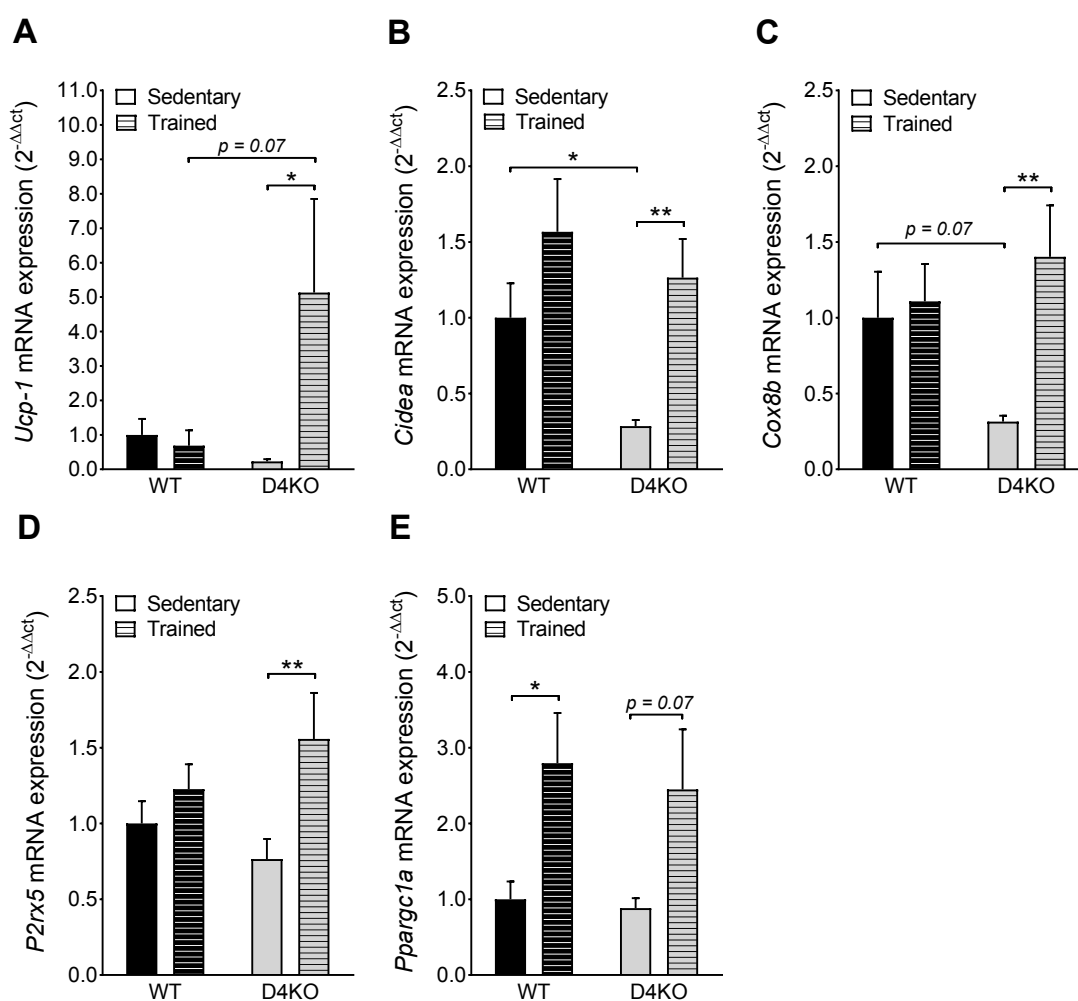 A
Ucp-1 mRNA expression (2^-ΔΔct)
11.0
10.0
9.0
8.0
7.0
6.0
5.0
4.0
3.0
2.0
1.0
0.0
Sedentary
Trained
p = 0.07
*
WT D4KO
B
Cidea mRNA expression (2^-ΔΔct)
2.5
2.0
1.5
1.0
0.5
0.0
Sedentary
Trained
*
**
WT D4KO
C
Cox8b mRNA expression (2^-ΔΔct)
2.5
2.0
1.5
1.0
0.5
0.0
Sedentary
Trained
**
p = 0.07
WT D4KO
D
P2rx5 mRNA expression (2^-ΔΔct)
2.5
2.0
1.5
1.0
0.5
0.0
Sedentary
Trained
**
WT D4KO
E
Ppargc1a mRNA expression (2^-ΔΔct)
5.0
4.0
3.0
2.0
1.0
0.0
Sedentary
Trained
*
p = 0.07
WT D4KO